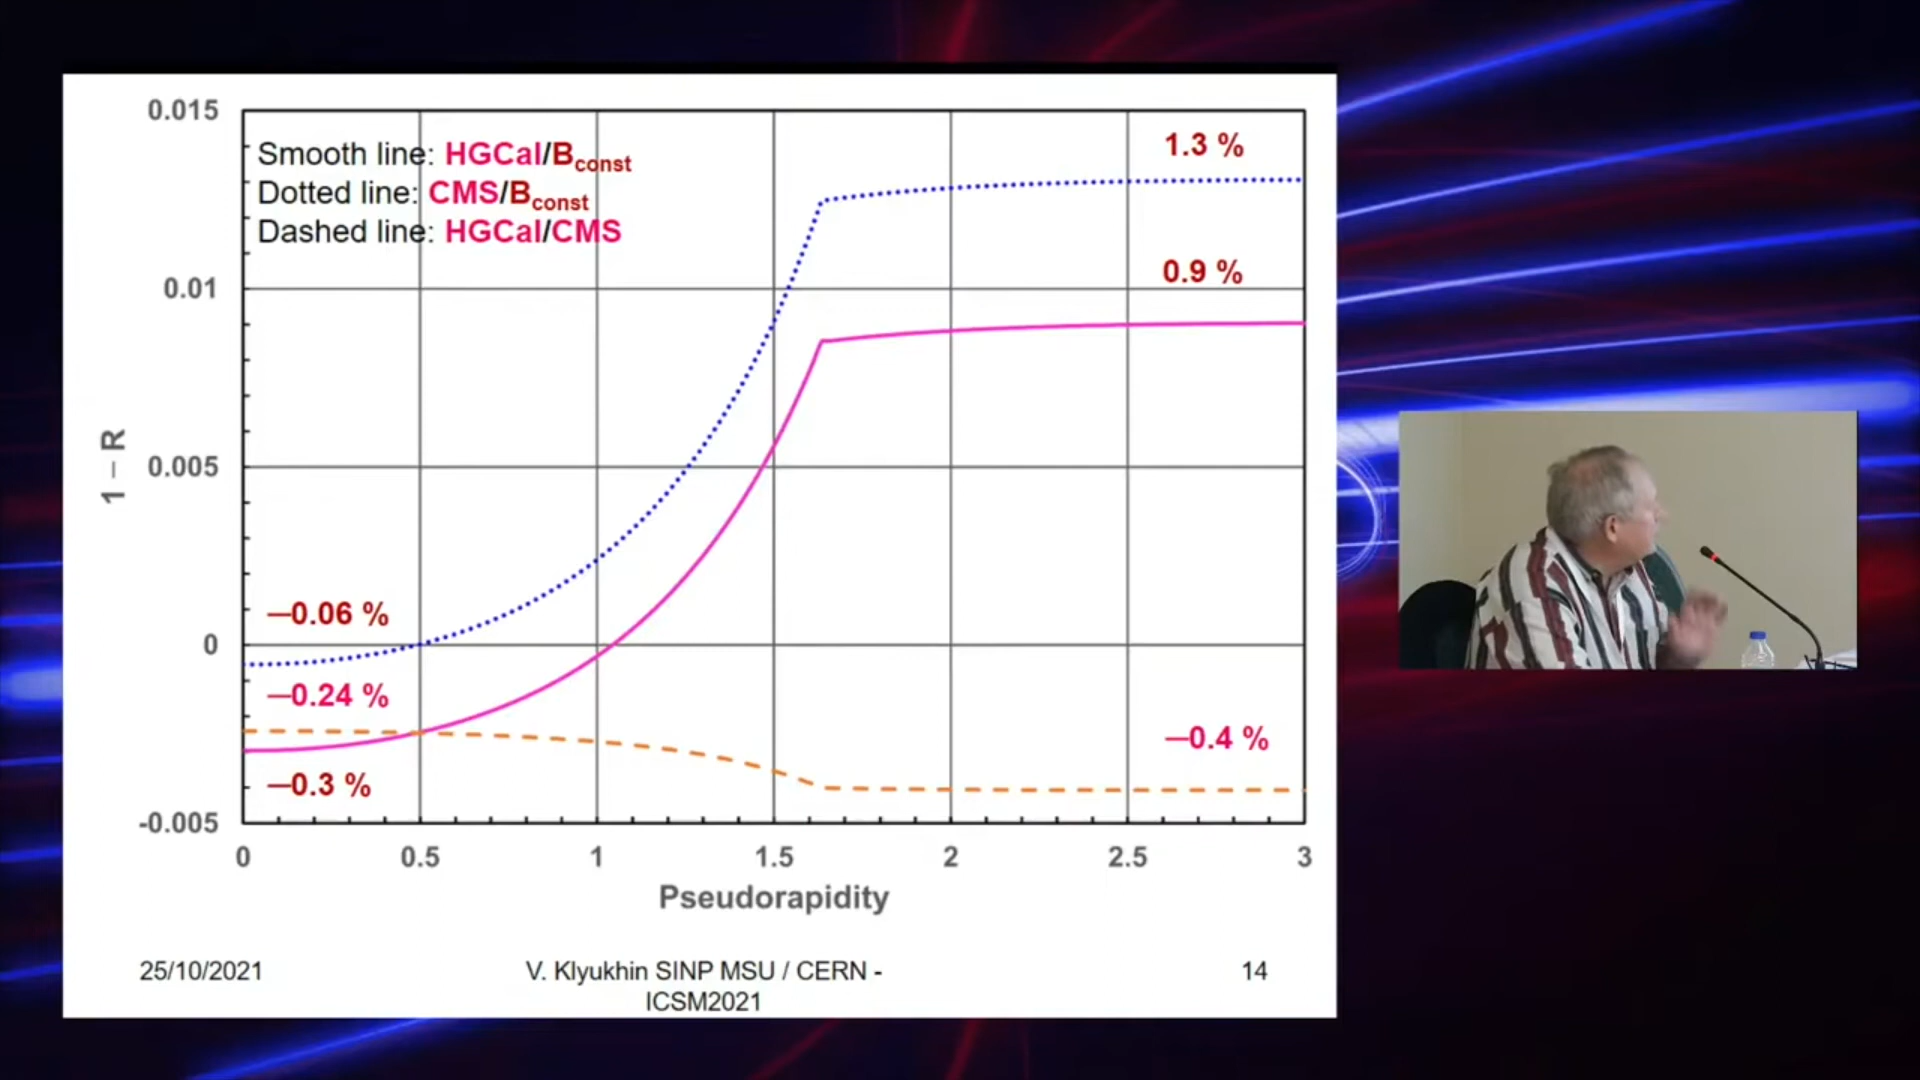 0.015
0.01
0.005
0
-0.005
1 – R
Smooth line: HGCal/Bconst
Dotted line: CMS/Bconst
Dashed line: HGCal/CMS
1.3 %
0.9 %
—0.06 %
—0.24 %
—0.3 %
—0.4 %
0 0.5 1 1.5 2 2.5 3
Pseudorapidity
25/10/2021
V. Klyukhin SINP MSU / CERN -
ICSM2021
14